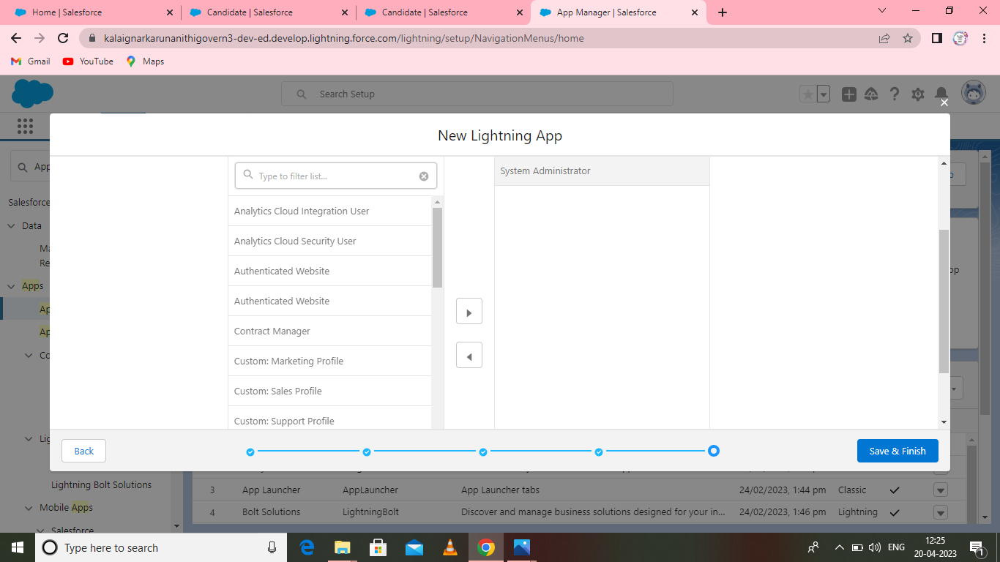 Home | Salesforce
Candidate | Salesforce
Candidate | Salesforce
App Manager | Salesforce
kalaignarkarunanithigovern3-dev-ed.develop.lightning.force.com/lightning/setup/NavigationMenus/home
Gmail
YouTube
Maps
Search Setup
New Lightning App
App
Type to filter list...
System Administrator
Salesforce
Analytics Cloud Integration User
Data
Analytics Cloud Security User
Ma
Re
Authenticated Website
op
Apps
Authenticated Website
Ap
Ap
Contract Manager
Co
Custom: Marketing Profile
Custom: Sales Profile
Custom: Support Profile
Lig
Back
Save & Finish
Lightning Bolt Solutions
3 App Launcher AppLauncher App Launcher tabs 24/02/2023, 1:44 pm Classic
Mobile Apps
4 Bolt Solutions LightningBolt Discover and manage business solutions designed for your in... 24/02/2023, 1:46 pm Lightning
Salesforce
Type here to search
ENG
12:25
20-04-2023
1